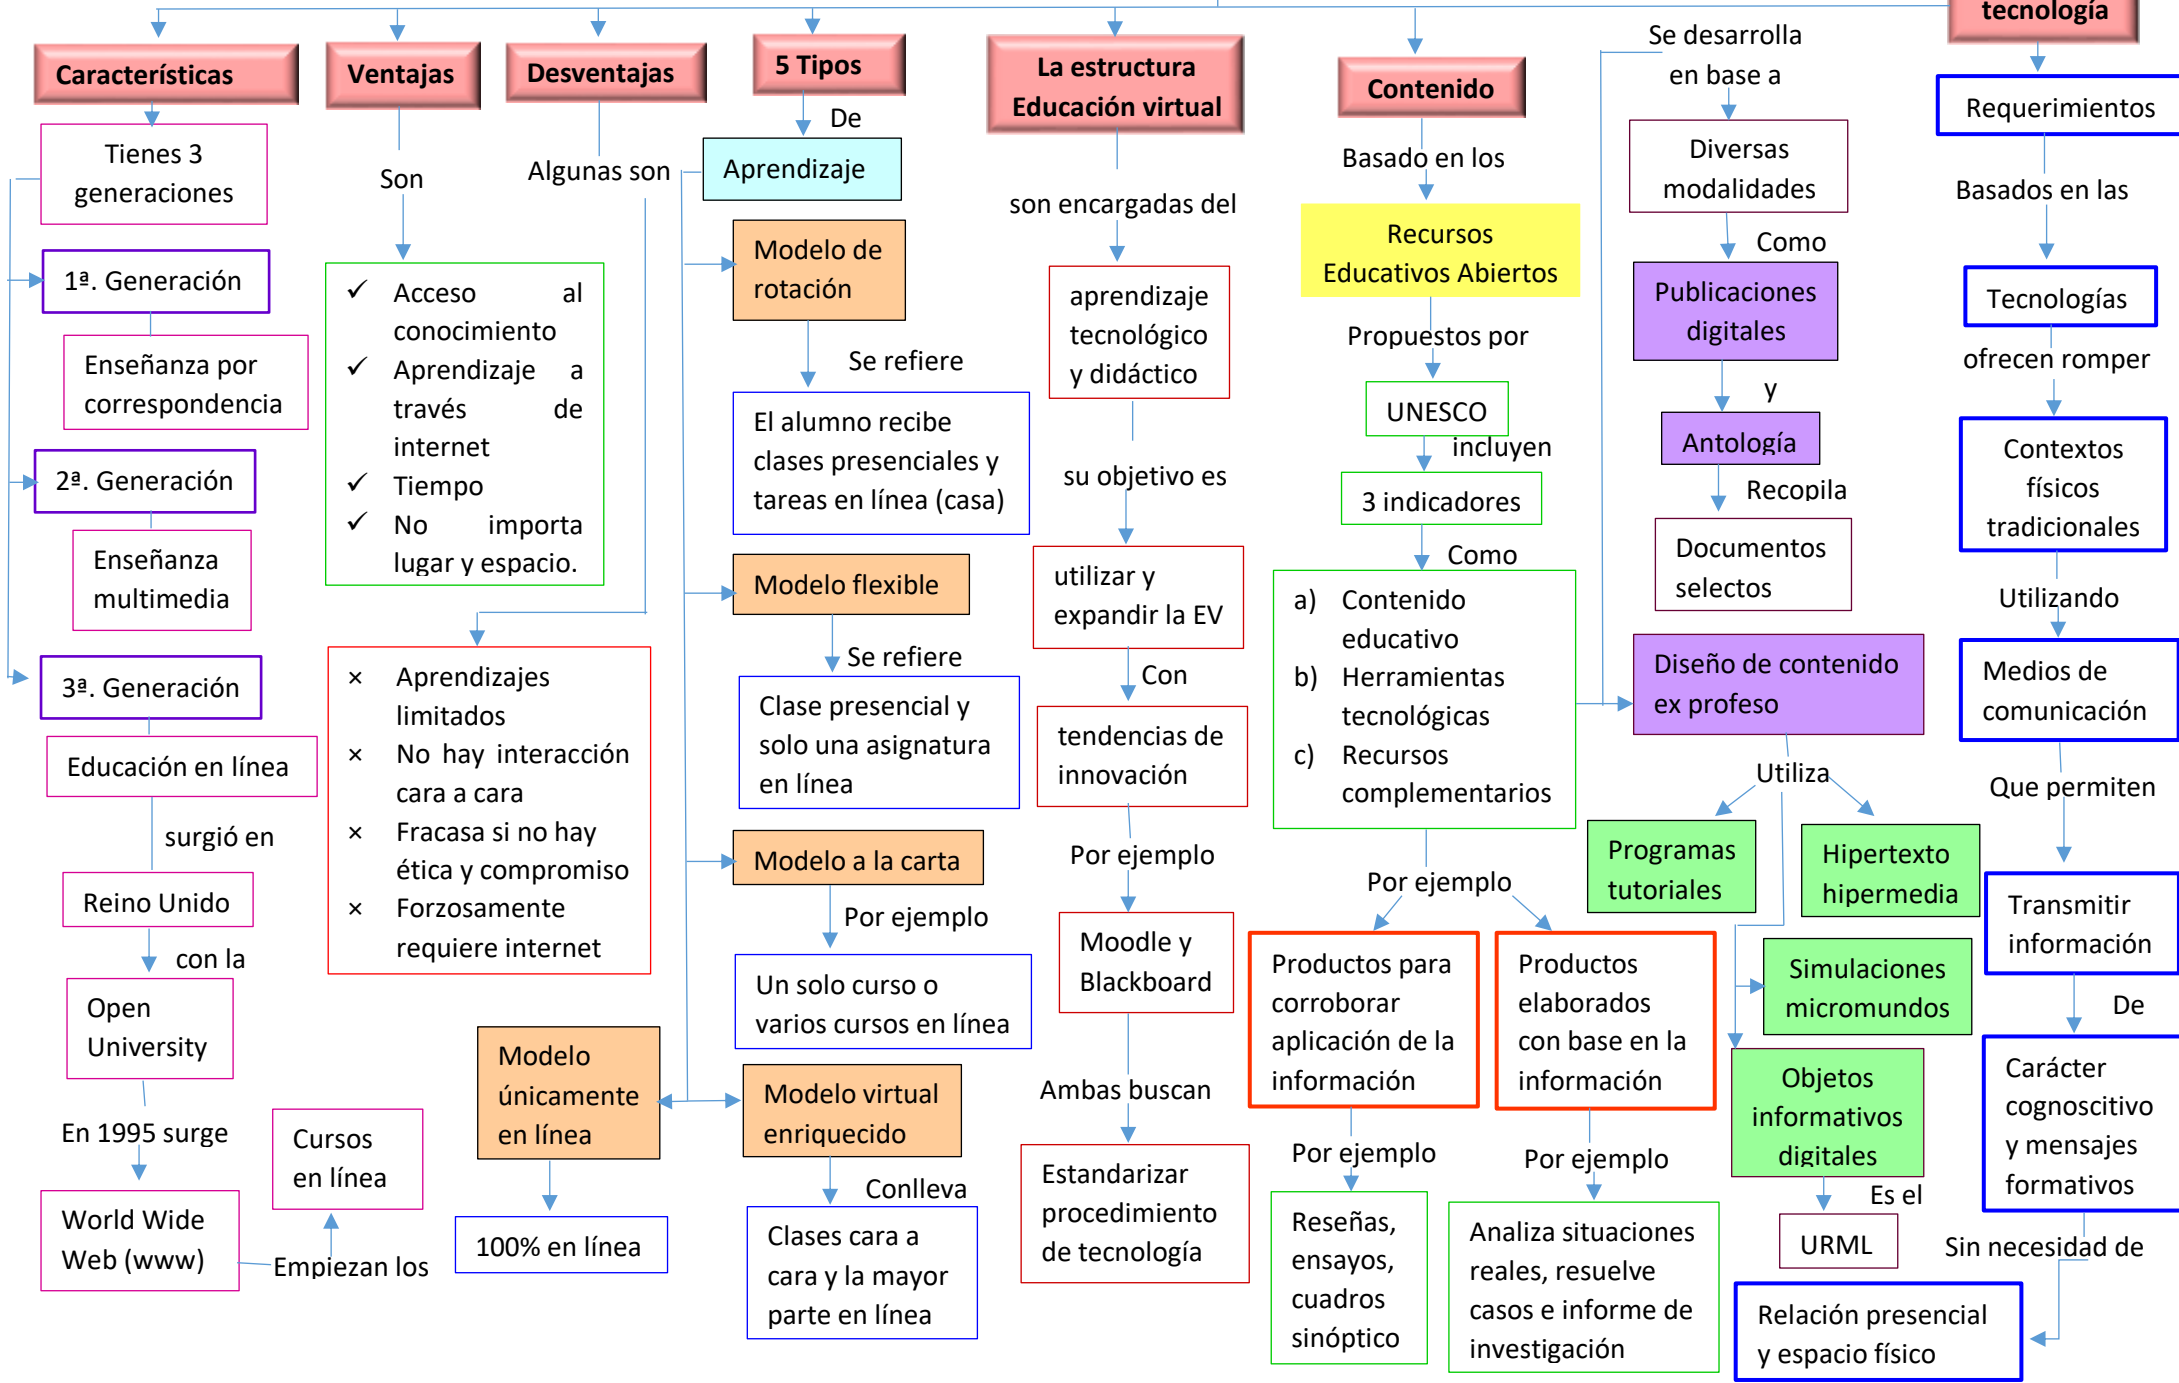 Características
Tienes 3
generaciones
1ª. Generación
Enseñanza por
correspondencia
2ª. Generación
Enseñanza
multimedia
3ª. Generación
Educación en línea
surgió en
Reino Unido
con la
Open
University
En 1995 surge
World Wide
Web (www)
Empiezan los
Cursos
en línea
Ventajas
Son
✓ Acceso al
conocimiento
✓ Aprendizaje a
través de
internet
✓ Tiempo
✓ No importa
lugar y espacio.
Desventajas
Algunas son
× Aprendizajes
limitados
× No hay interacción
cara a cara
× Fracasa si no hay
ética y compromiso
× Forzosamente
requiere internet
5 Tipos
De
Aprendizaje
Modelo de
rotación
Se refiere
El alumno recibe
clases presenciales y
tareas en línea (casa)
Modelo flexible
Se refiere
Clase presencial y
solo una asignatura
en línea
Modelo a la carta
Por ejemplo
Un solo curso o
varios cursos en línea
Modelo
únicamente
en línea
100% en línea
Modelo virtual
enriquecido
Conlleva
Clases cara a
cara y la mayor
parte en línea
La estructura
Educación virtual
son encargadas del
aprendizaje
tecnológico
y didáctico
su objetivo es
utilizar y
expandir la EV
Con
tendencias de
innovación
Por ejemplo
Moodle y
Blackboard
Ambas buscan
Estandarizar
procedimiento
de tecnología
Contenido
Basado en los
Recursos
Educativos Abiertos
Propuestos por
UNESCO
incluyen
3 indicadores
Como
a) Contenido
educativo
b) Herramientas
tecnológicas
c) Recursos
complementarios
Por ejemplo
Productos para
corroborar
aplicación de la
información
Por ejemplo
Reseñas,
ensayos,
cuadros
sinóptico
Productos
elaborados
con base en la
información
Por ejemplo
Analiza situaciones
reales, resuelve
casos e informe de
investigación
Se desarrolla
en base a
Diversas
modalidades
Como
Publicaciones
digitales
y
Antología
Recopila
Documentos
selectos
Diseño de contenido
ex profeso
Utiliza
Programas
tutoriales
Hipertexto
hipermedia
Simulaciones
micromundos
Objetos
informativos
digitales
Es el
URML
tecnología
Requerimientos
Basados en las
Tecnologías
ofrecen romper
Contextos
físicos
tradicionales
Utilizando
Medios de
comunicación
Que permiten
Transmitir
información
De
Carácter
cognoscitivo
y mensajes
formativos
Sin necesidad de
Relación presencial
y espacio físico